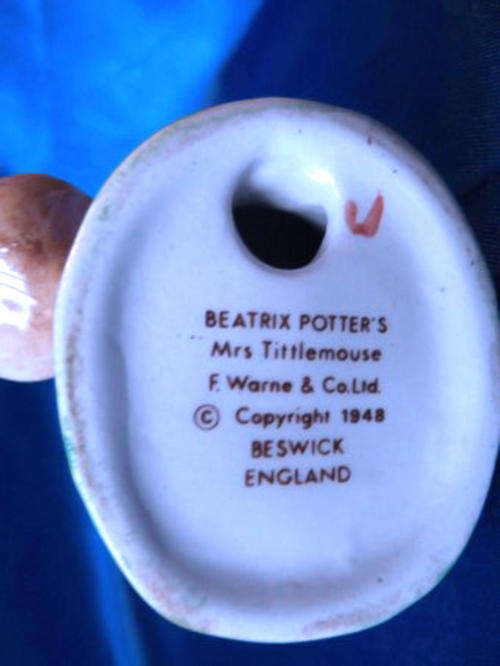 BEATRIX POTTER'S
Mrs Tittlemouse
F. Warne & Co.Ltd.
© Copyright 1948
BESWICK
ENGLAND